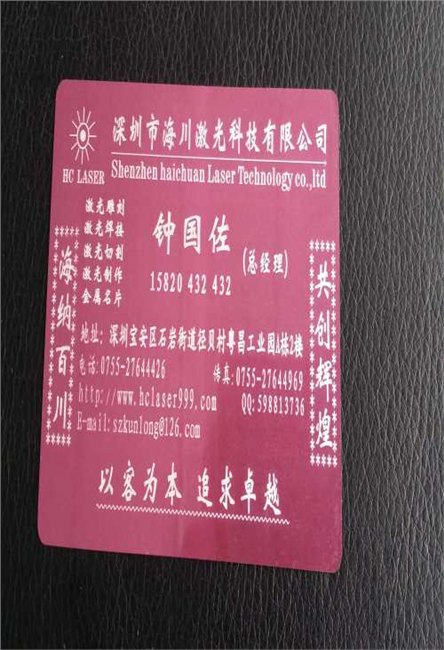 深圳市海川激光科技有限公司
HC LASER
Shenzhen haichuan Laser Technology co.,ltd
激光雕刻
激光焊接
激光切割
激光制作
金属名片
钟国佐
(总经理)
15820 432 432
海纳百川
共创辉煌
地址: 深圳宝安区石岩街道径贝村粤昌工业园A栋2楼
电话:0755-27644426
传真:0755-27644969
http://www.hclaser999.com
QQ:598813736
E-mail:szkunlong@126.com
以客为本 追求卓越